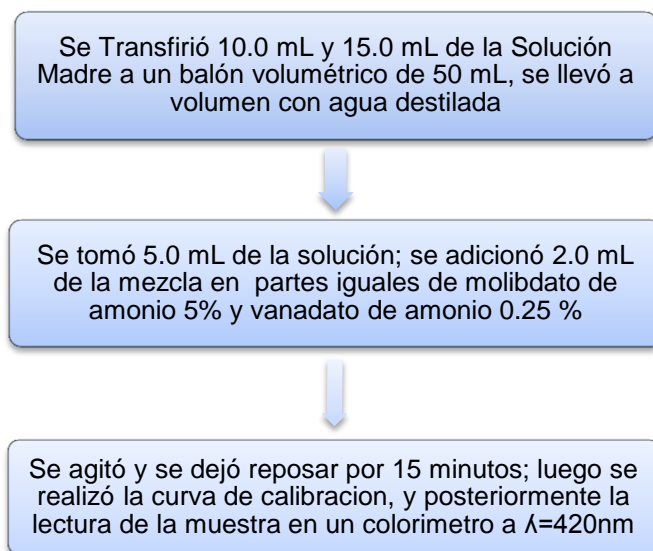 Se Transfirió 10.0 mL y 15.0 mL de la Solución
Madre a un balón volumétrico de 50 mL, se llevó a
volumen con agua destilada
Se tomó 5.0 mL de la solución; se adicionó 2.0 mL
de la mezcla en partes iguales de molibdato de
amonio 5% y vanadato de amonio 0.25 %
Se agitó y se dejó reposar por 15 minutos; luego se
realizó la curva de calibracion, y posteriormente la
lectura de la muestra en un colorimetro a ʎ=420nm